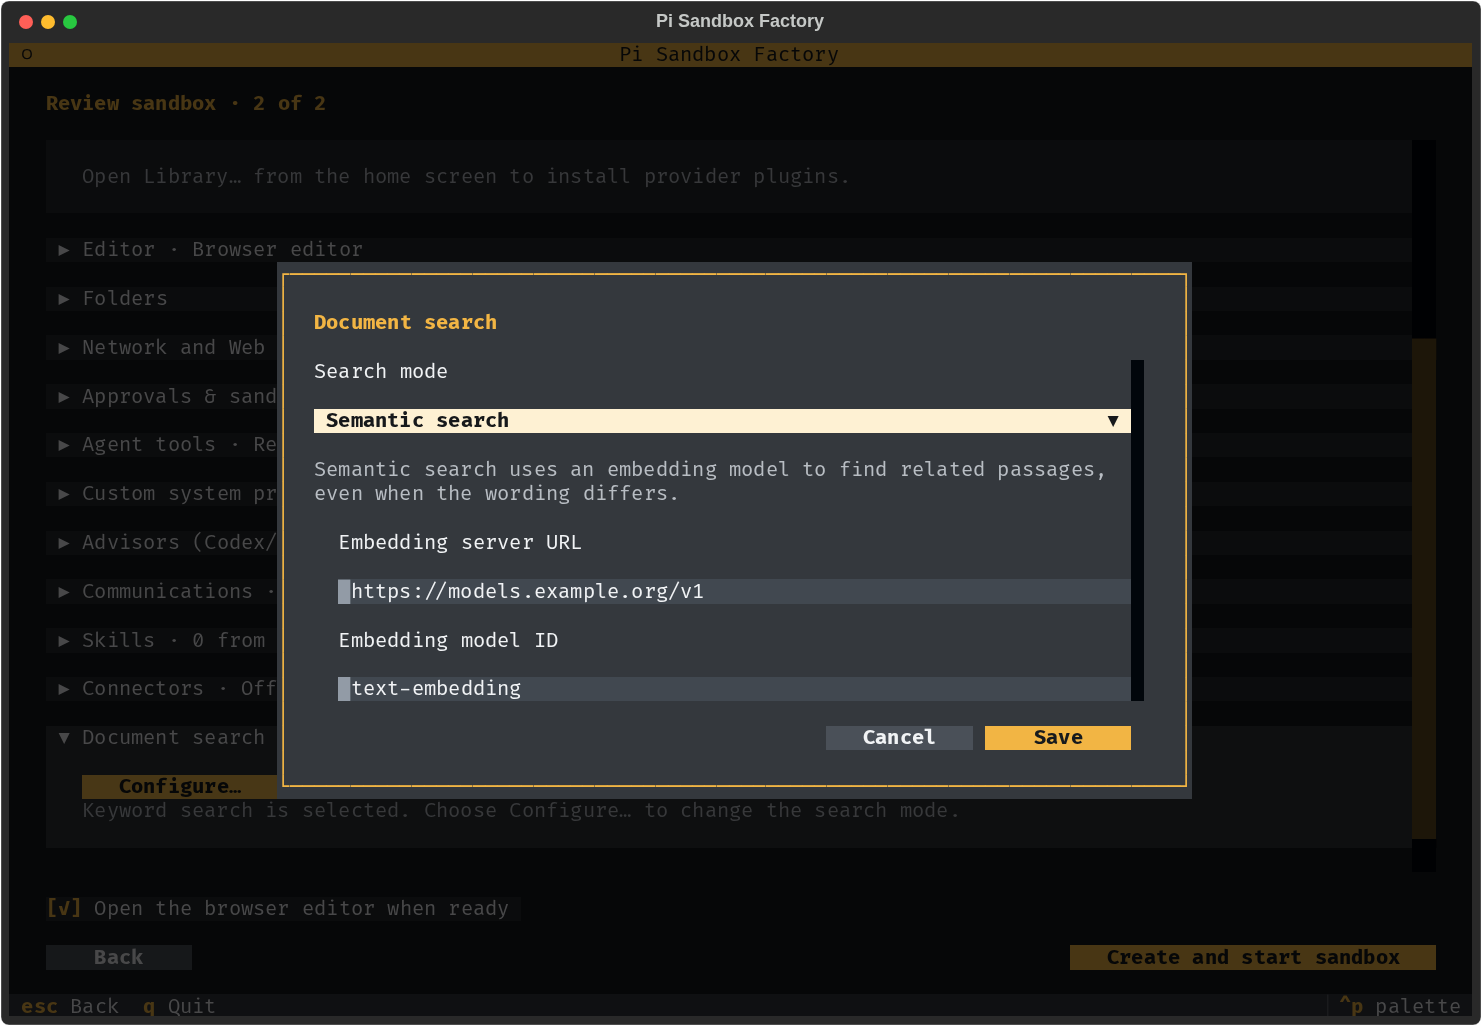 Pi Sandbox Factory
O Pi Sandbox Factory
Review sandbox · 2 of 2
Open Library… from the home screen to install provider plugins.
▶ Editor · Browser editor
▶ Folders
▶ Network and Web
▶ Approvals & sand
▶ Agent tools · Re
▶ Custom system pr
▶ Advisors (Codex/
▶ Communications ·
▶ Skills · 0 from
▶ Connectors · Off
▼ Document search
Configure…
Keyword search is selected. Choose Configure… to change the search mode.
Document search
Search mode
Semantic search ▼
Semantic search uses an embedding model to find related passages,
even when the wording differs.
Embedding server URL
https://models.example.org/v1
Embedding model ID
text-embedding
Cancel Save
[√] Open the browser editor when ready
Back Create and start sandbox
esc Back q Quit ^p palette